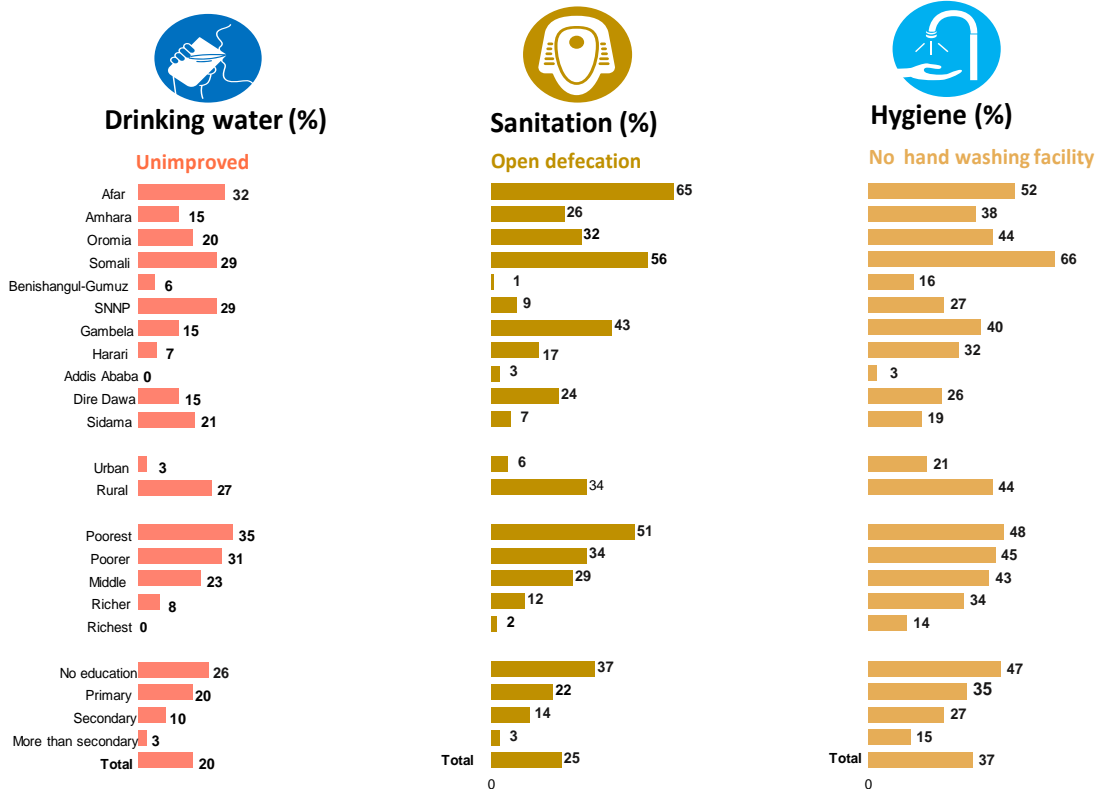 Drinking water (%) Sanitation (%) Hygiene (%)
Unimproved Open defecation No hand washing facility
Afar 32 65 52
Amhara 15 26 38
Oromia 20 32 44
Somali 29 56 66
Benishangul-Gumuz 6 1 16
SNNP 29 9 27
Gambela 15 43 40
Harari 7 17 32
Addis Ababa 0 3 3
Dire Dawa 15 24 26
Sidama 21 7 19
Urban 3 6 21
Rural 27 34 44
Poorest 35 51 48
Poorer 31 34 45
Middle 23 29 43
Richer 8 12 34
Richest 0 2 14
No education 26 37 47
Primary 20 22 35
Secondary 10 14 27
More than secondary 3 3 15
Total 20 Total 25 Total 37
0 0